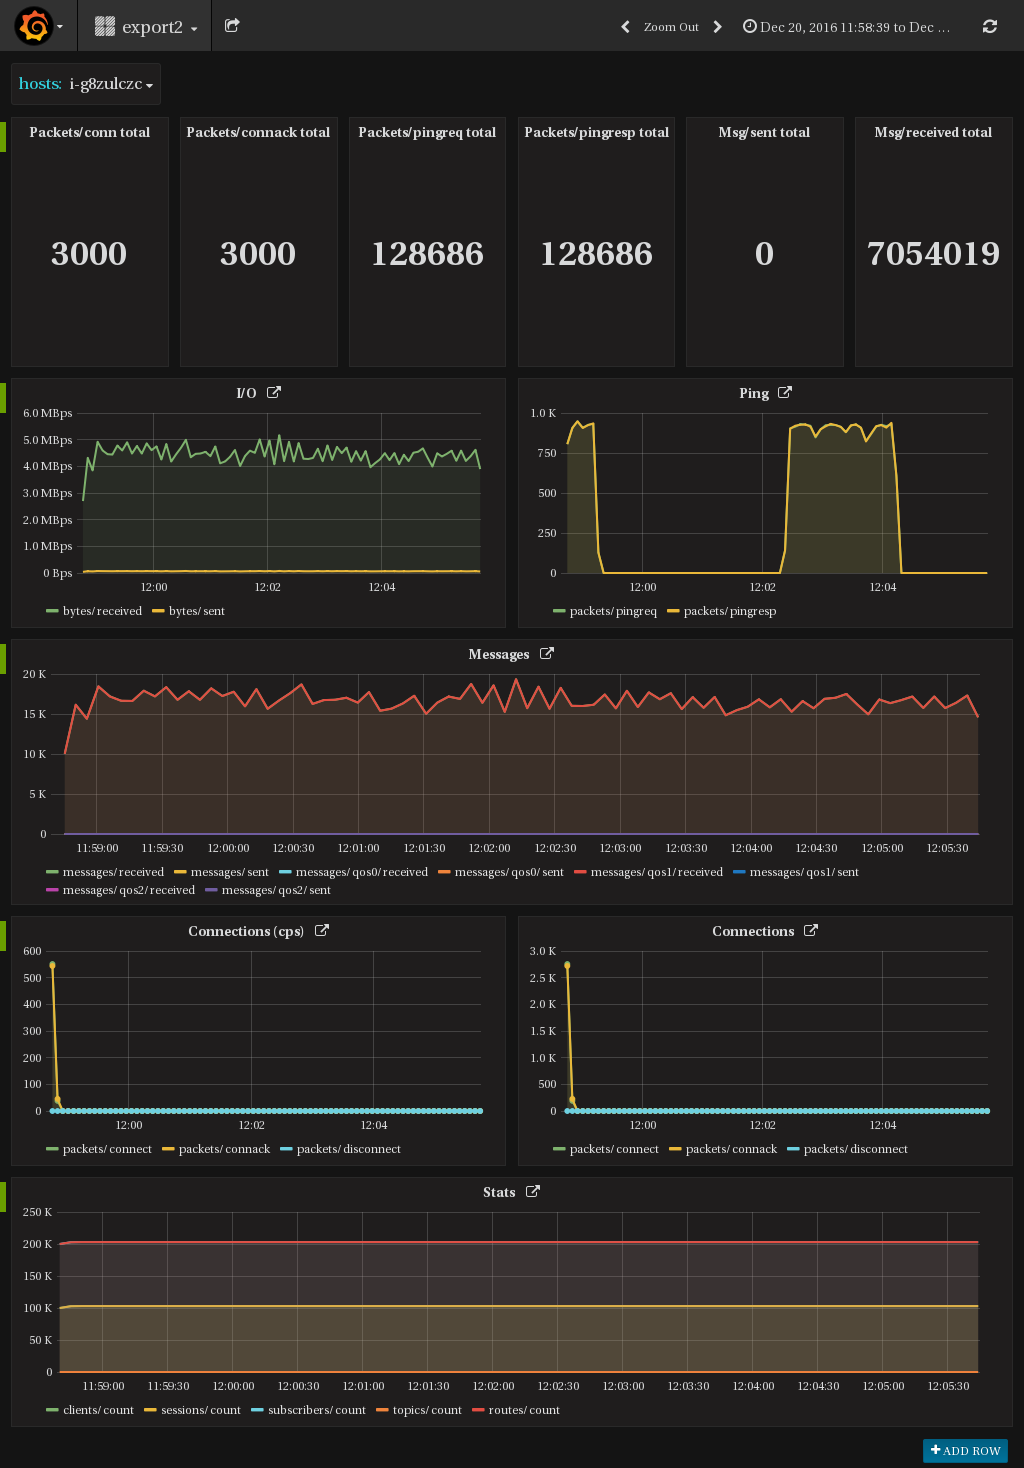 export2
Zoom Out
Dec 20, 2016 11:58:39 to Dec ...
hosts: i-g8zulczc
Packets/conn total
3000
Packets/connack total
3000
Packets/pingreq total
128686
Packets/pingresp total
128686
Msg/sent total
0
Msg/received total
7054019
I/O
6.0 MBps
5.0 MBps
4.0 MBps
3.0 MBps
2.0 MBps
1.0 MBps
0 Bps
12:00 12:02 12:04
bytes/received bytes/sent
Ping
1.0 K
750
500
250
0
12:00 12:02 12:04
packets/pingreq packets/pingresp
Messages
20 K
15 K
10 K
5 K
0
11:59:00 11:59:30 12:00:00 12:00:30 12:01:00 12:01:30 12:02:00 12:02:30 12:03:00 12:03:30 12:04:00 12:04:30 12:05:00 12:05:30
messages/received messages/sent messages/qos0/received messages/qos0/sent messages/qos1/received messages/qos1/sent
messages/qos2/received messages/qos2/sent
Connections (cps)
600
500
400
300
200
100
0
12:00 12:02 12:04
packets/connect packets/connack packets/disconnect
Connections
3.0 K
2.5 K
2.0 K
1.5 K
1.0 K
500
0
12:00 12:02 12:04
packets/connect packets/connack packets/disconnect
Stats
250 K
200 K
150 K
100 K
50 K
0
11:59:00 11:59:30 12:00:00 12:00:30 12:01:00 12:01:30 12:02:00 12:02:30 12:03:00 12:03:30 12:04:00 12:04:30 12:05:00 12:05:30
clients/count sessions/count subscribers/count topics/count routes/count
ADD ROW